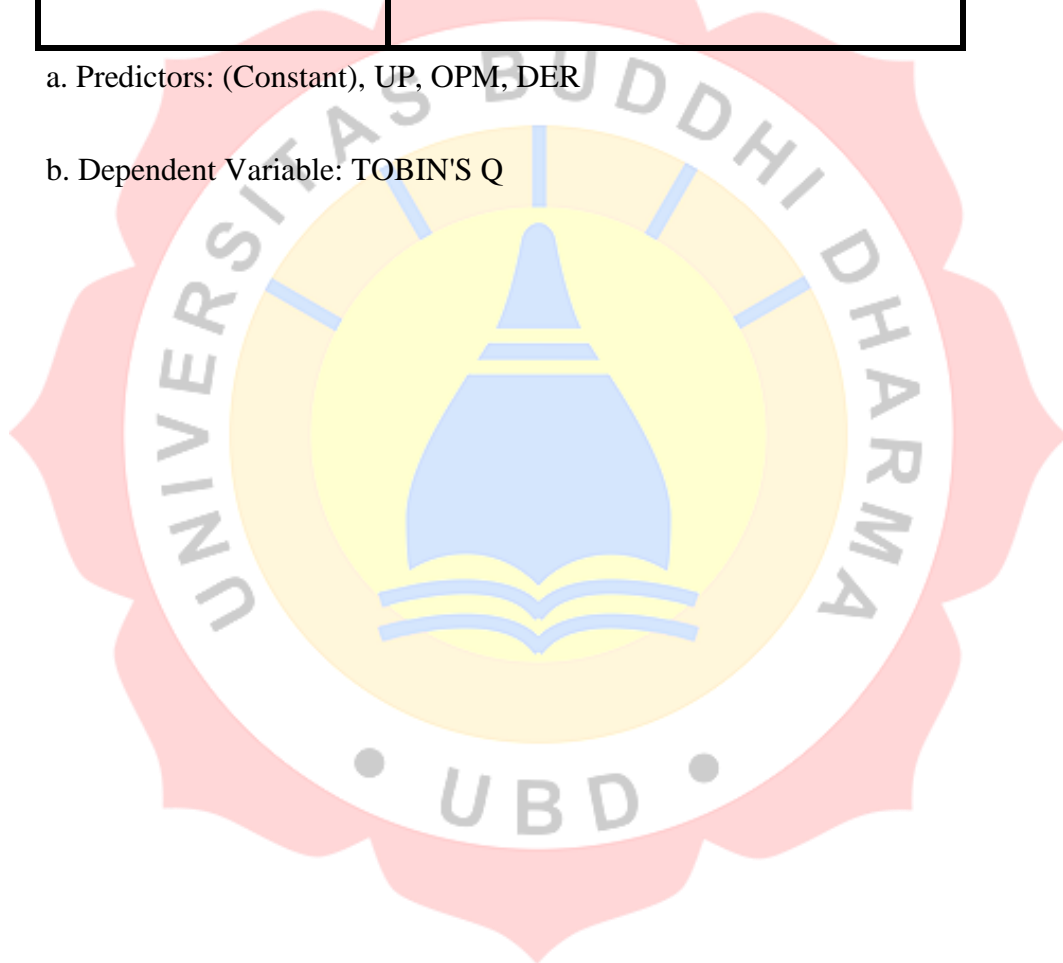 a. Predictors: (Constant), UP, OPM, DER
b. Dependent Variable: TOBIN'S Q
UNIVERSITAS BUDDHI DHARMA
• UBD •